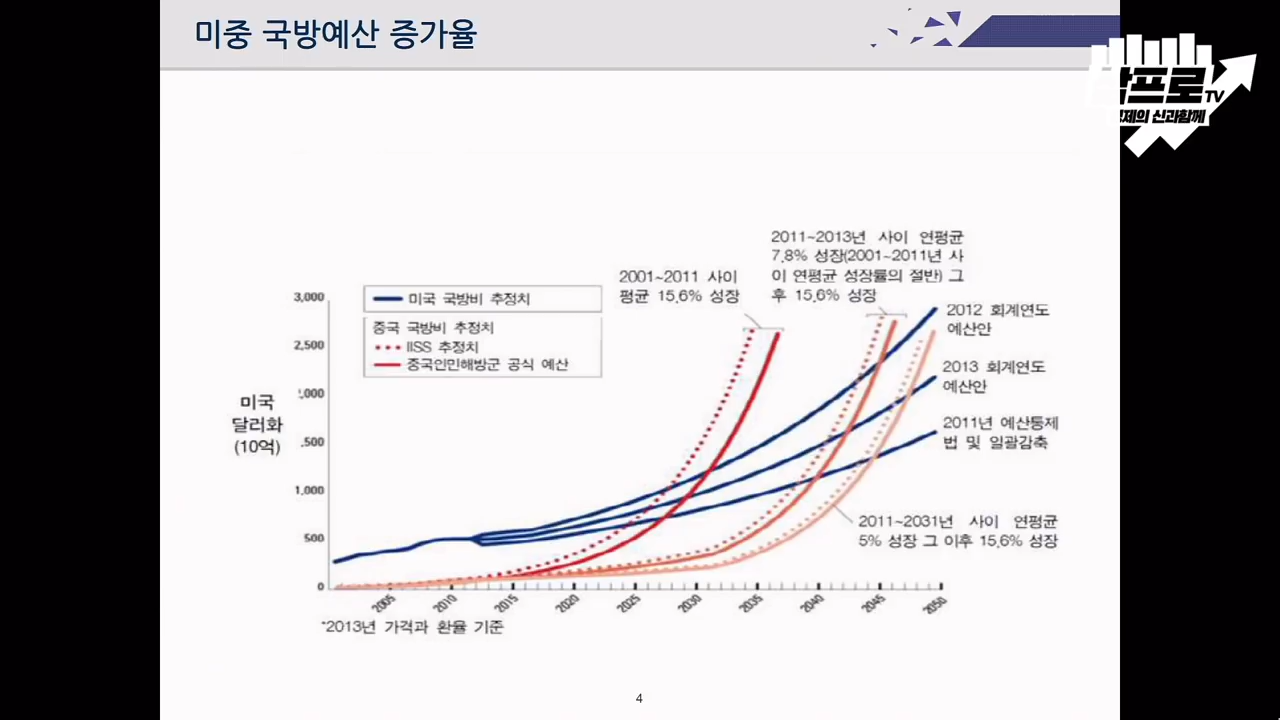 미중 국방예산 증가율
프로TV
경제의 신과함께
2011~2013년 사이 연평균
7.8% 성장(2001~2011년 사
이 연평균 성장률의 절반) 그
후 15.6% 성장
2001~2011 사이
평균 15.6% 성장
미국 국방비 추정치
중국 국방비 추정치
IISS 추정치
중국인민해방군 공식 예산
2012 회계연도
예산안
2013 회계연도
예산안
2011년 예산통제
법 및 일괄감축
2011~2031년 사이 연평균
5% 성장 그 이후 15.6% 성장
미국
달러화
(10억)
3,000
2,500
,000
,500
1,000
500
0
2005 2010 2015 2020 2025 2030 2035 2040 2045 2050
*2013년 가격과 환율 기준
4